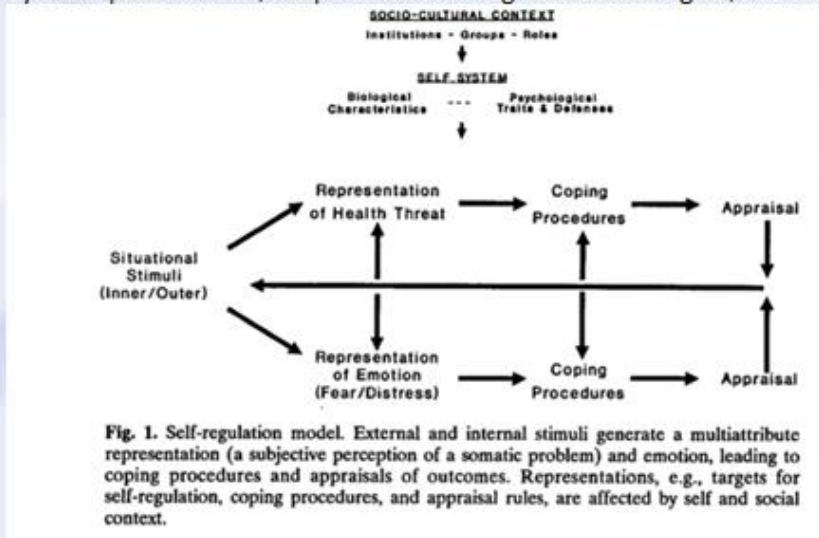 SOCIO-CULTURAL CONTEXT
Institutions - Groups - Roles
SELF SYSTEM
Biological Characteristics --- Psychological Traits & Defenses
Representation of Health Threat
Coping Procedures
Appraisal
Situational Stimuli (Inner/Outer)
Representation of Emotion (Fear/Distress)
Coping Procedures
Appraisal
Fig. 1. Self-regulation model. External and internal stimuli generate a multiattribute
representation (a subjective perception of a somatic problem) and emotion, leading to
coping procedures and appraisals of outcomes. Representations, e.g., targets for
self-regulation, coping procedures, and appraisal rules, are affected by self and social
context.